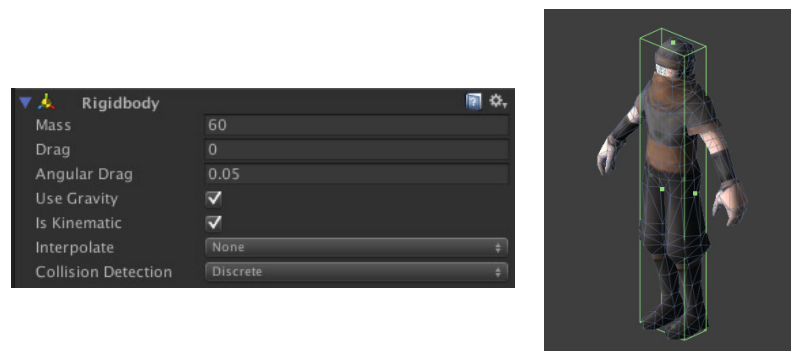 Rigidbody
Mass 60
Drag 0
Angular Drag 0.05
Use Gravity
Is Kinematic
Interpolate None
Collision Detection Discrete